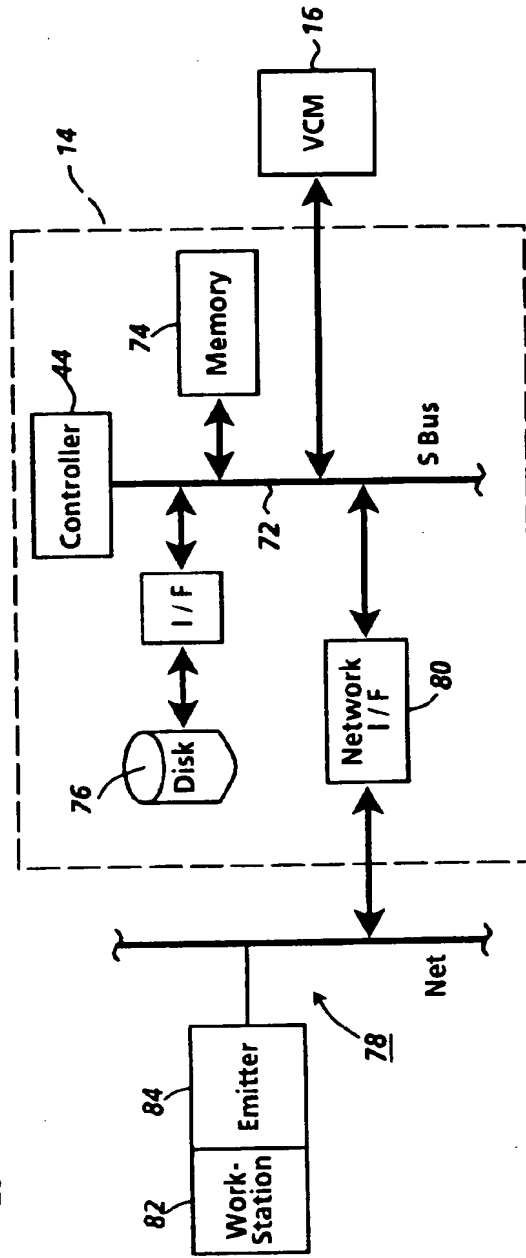 14
44
Controller
74
Memory
16
VCM
76
Disk
I / F
72
S Bus
Network
I / F
80
82
84
Work-
Station
Emitter
Net
78